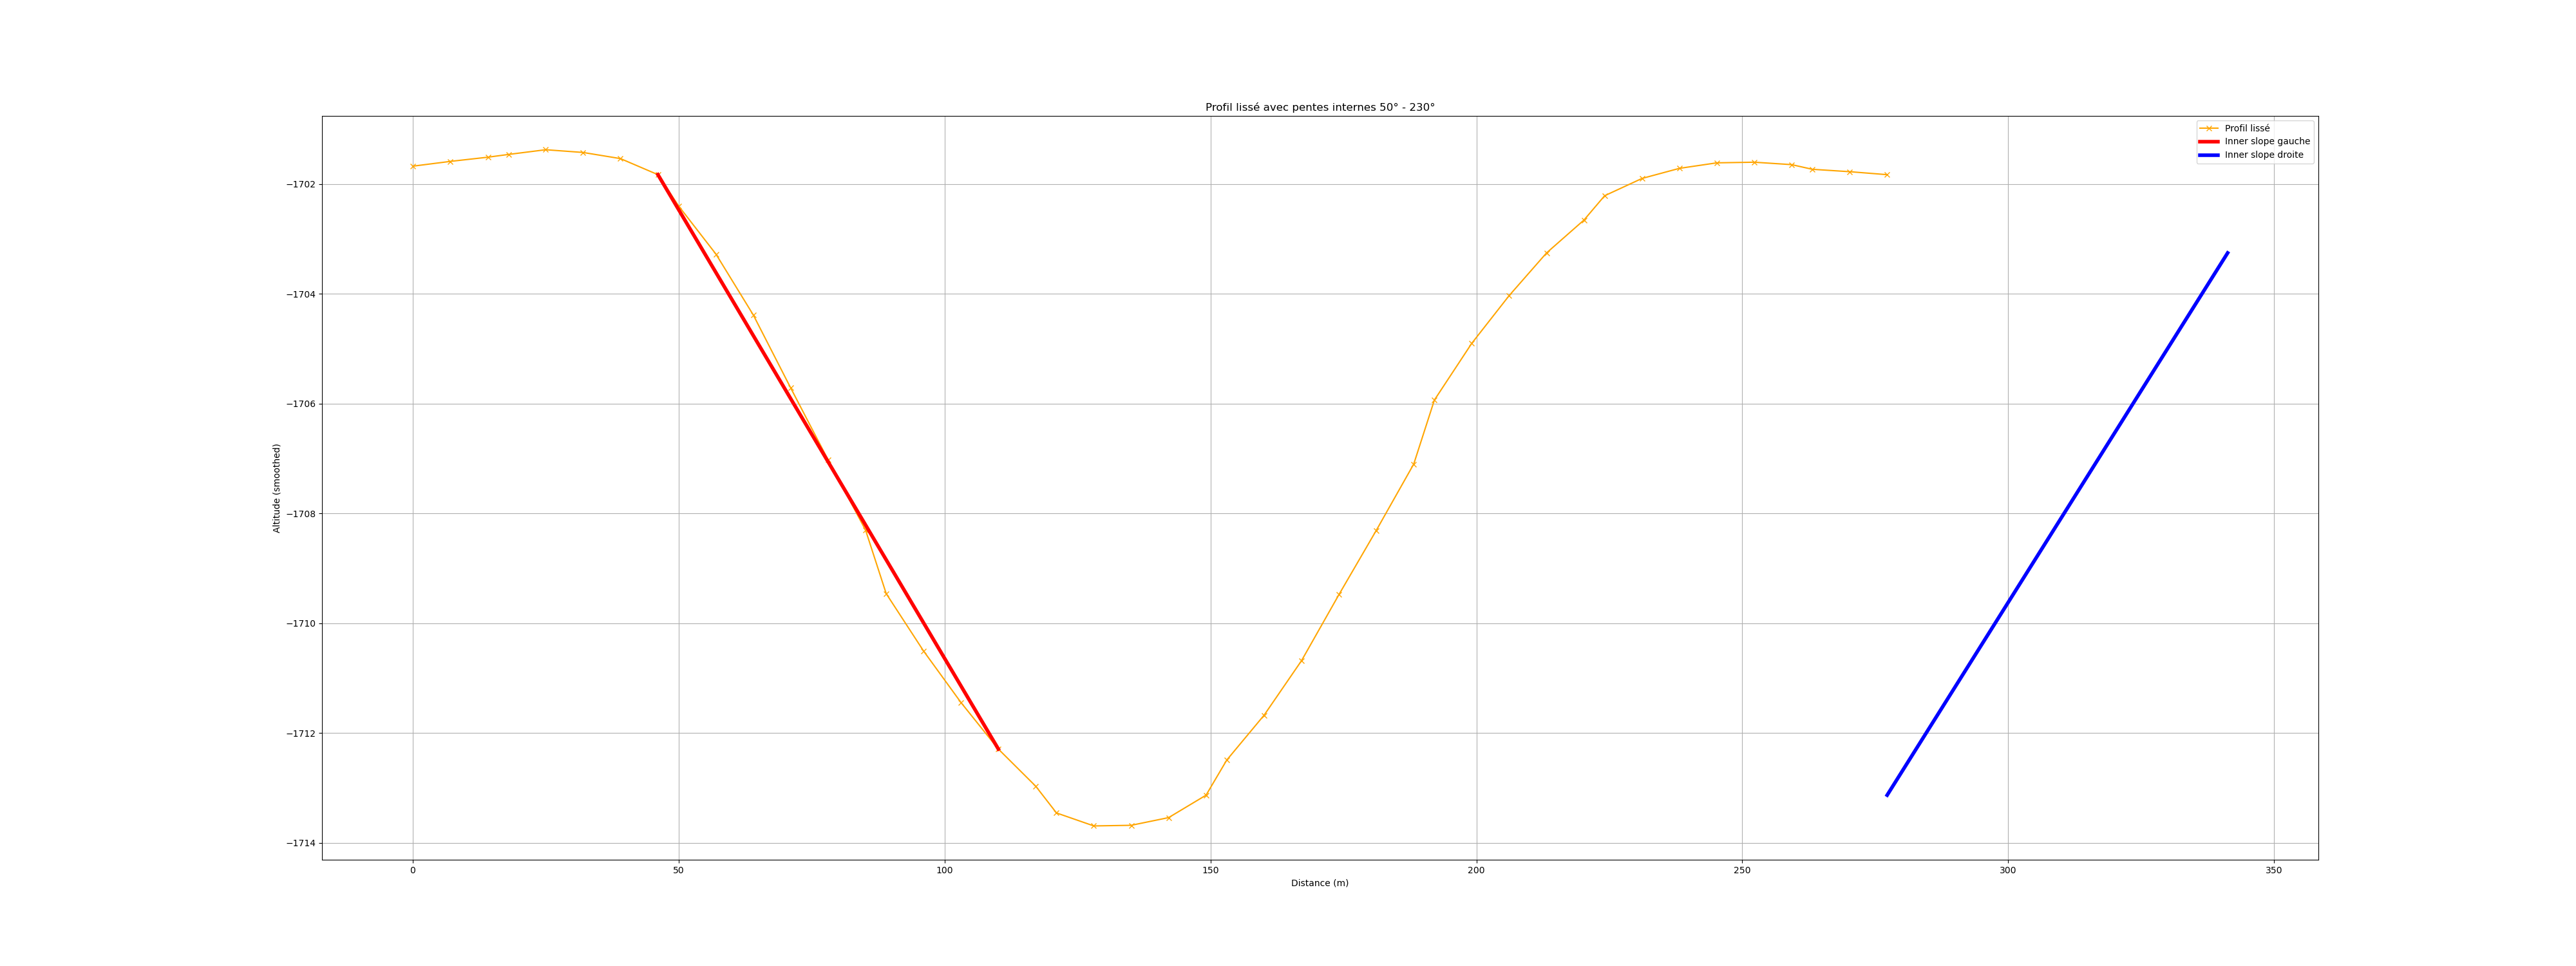 Profil lissé avec pentes internes 50° - 230°
Profil lissé
Inner slope gauche
Inner slope droite
−1702
−1704
−1706
−1708
−1710
−1712
−1714
Altitude (smoothed)
0
50
100
150
200
250
300
350
Distance (m)